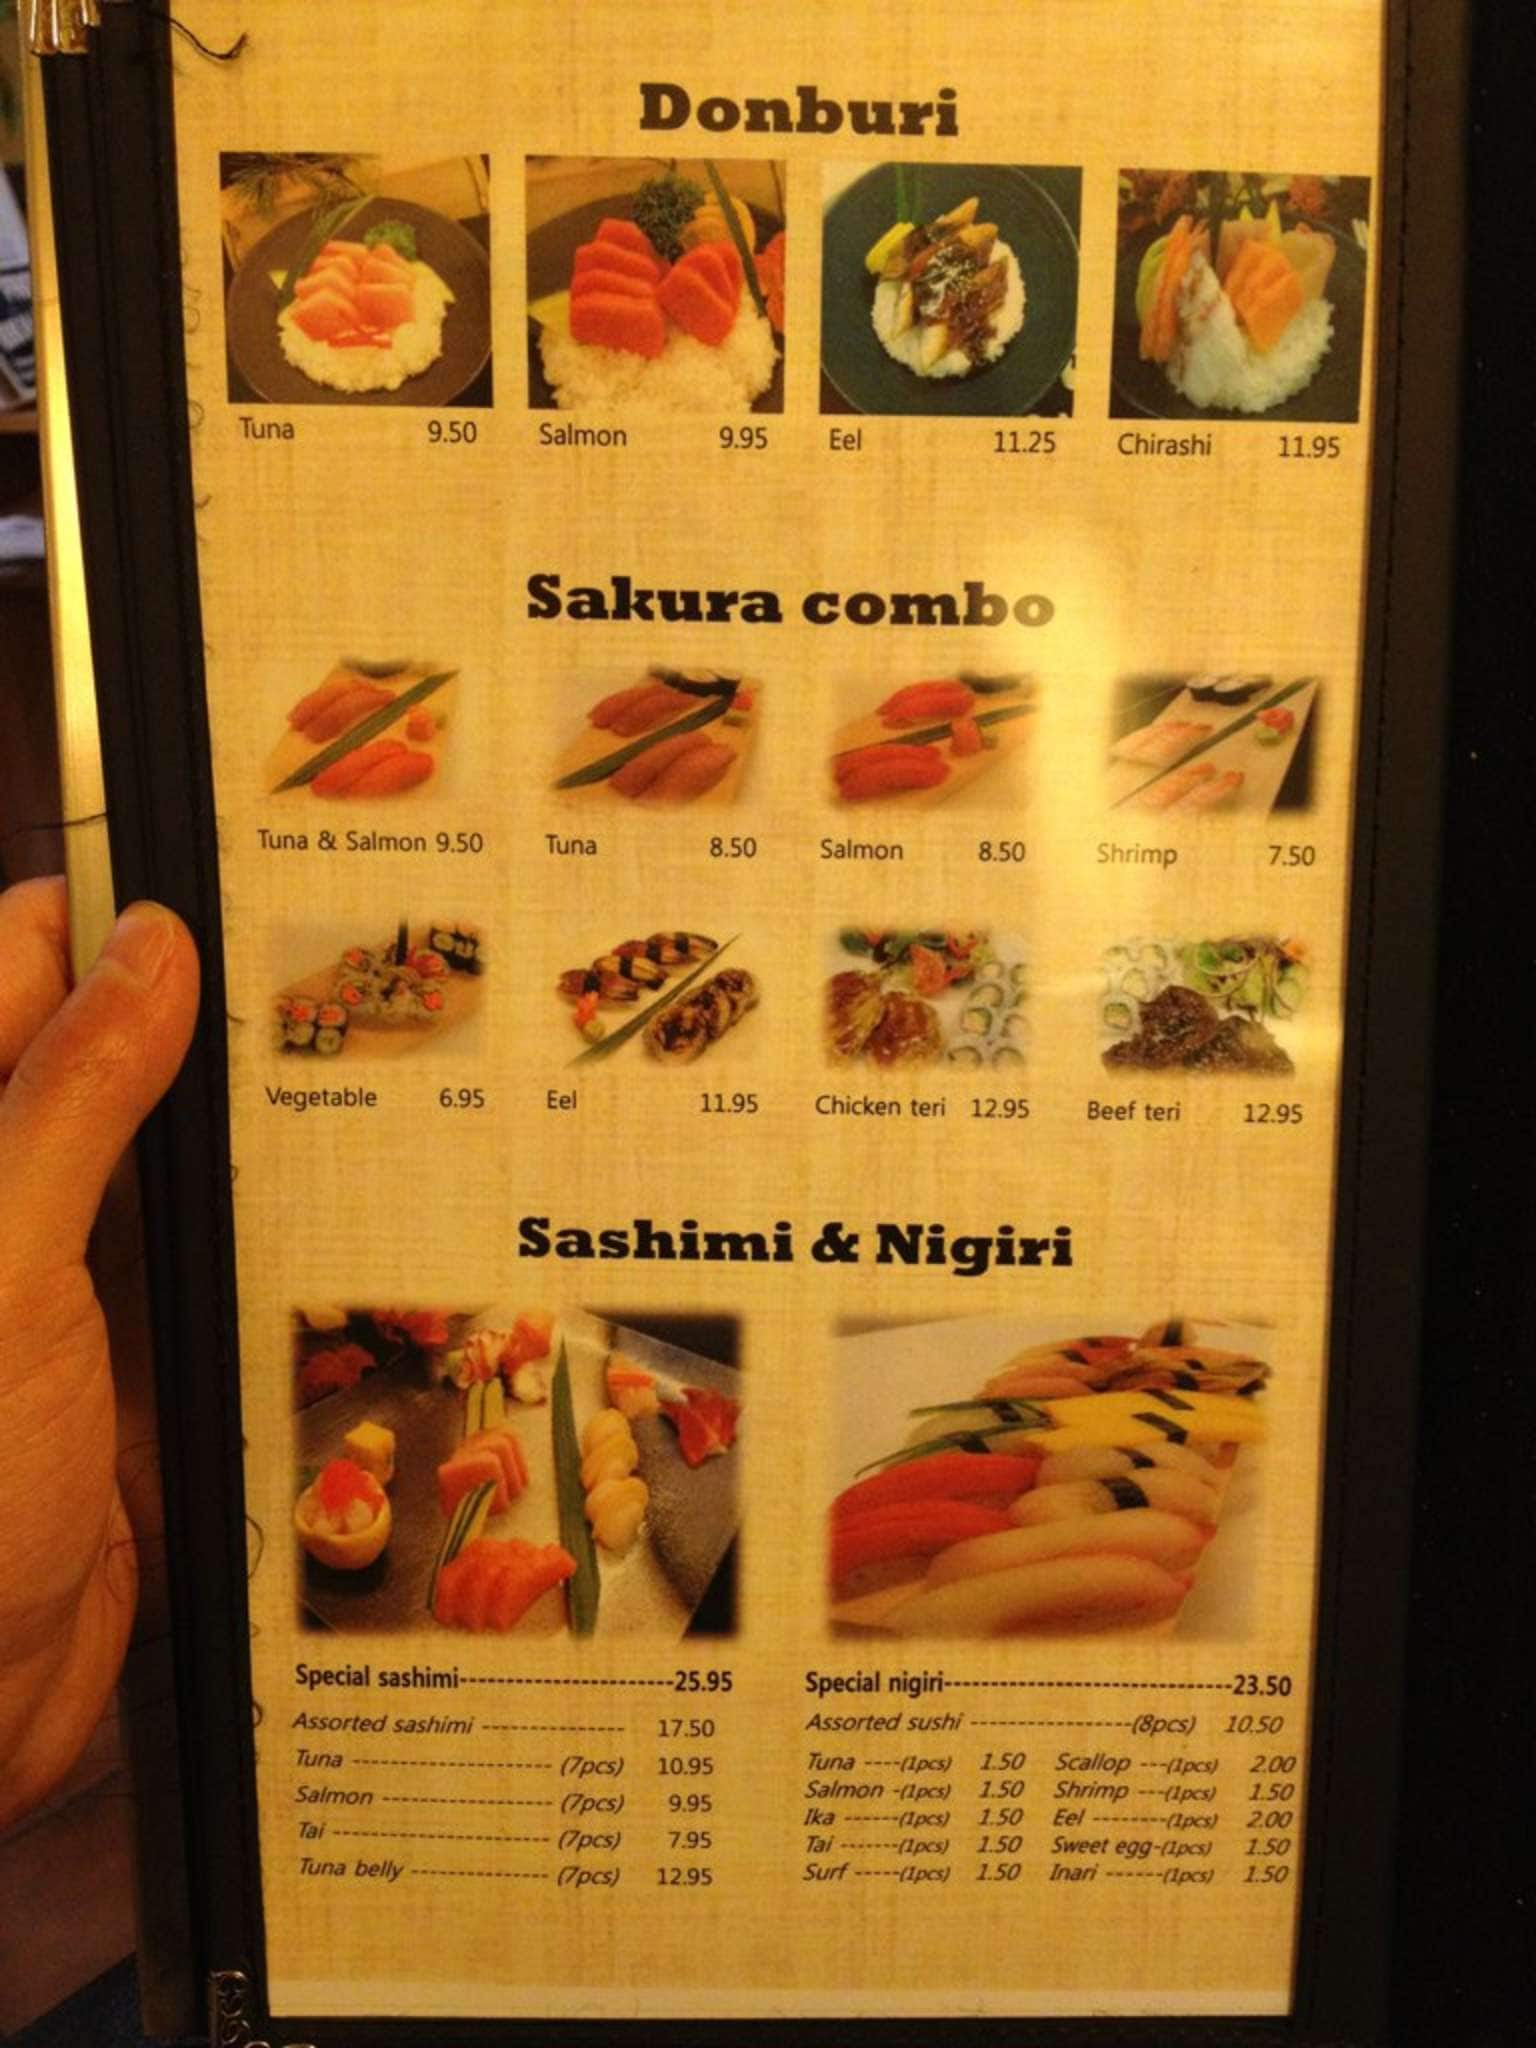 Donburi
Tuna 9.50 Salmon 9.95 Eel 11.25 Chirashi 11.95
Sakura combo
Tuna & Salmon 9.50 Tuna 8.50 Salmon 8.50 Shrimp 7.50
Vegetable 6.95 Eel 11.95 Chicken teri 12.95 Beef teri 12.95
Sashimi & Nigiri
Special sashimi-----------------------25.95
Assorted sashimi --------------- 17.50
Tuna --------------------- (7pcs) 10.95
Salmon ------------------ (7pcs) 9.95
Tai ----------------------- (7pcs) 7.95
Tuna belly --------------- (7pcs) 12.95
Special nigiri-------------------------------23.50
Assorted sushi -----------------(8pcs) 10.50
Tuna ----(1pcs) 1.50 Scallop ---(1pcs) 2.00
Salmon -(1pcs) 1.50 Shrimp ---(1pcs) 1.50
Ika ------(1pcs) 1.50 Eel --------(1pcs) 2.00
Tai -------(1pcs) 1.50 Sweet egg-(1pcs) 1.50
Surf -----(1pcs) 1.50 Inari ------(1pcs) 1.50